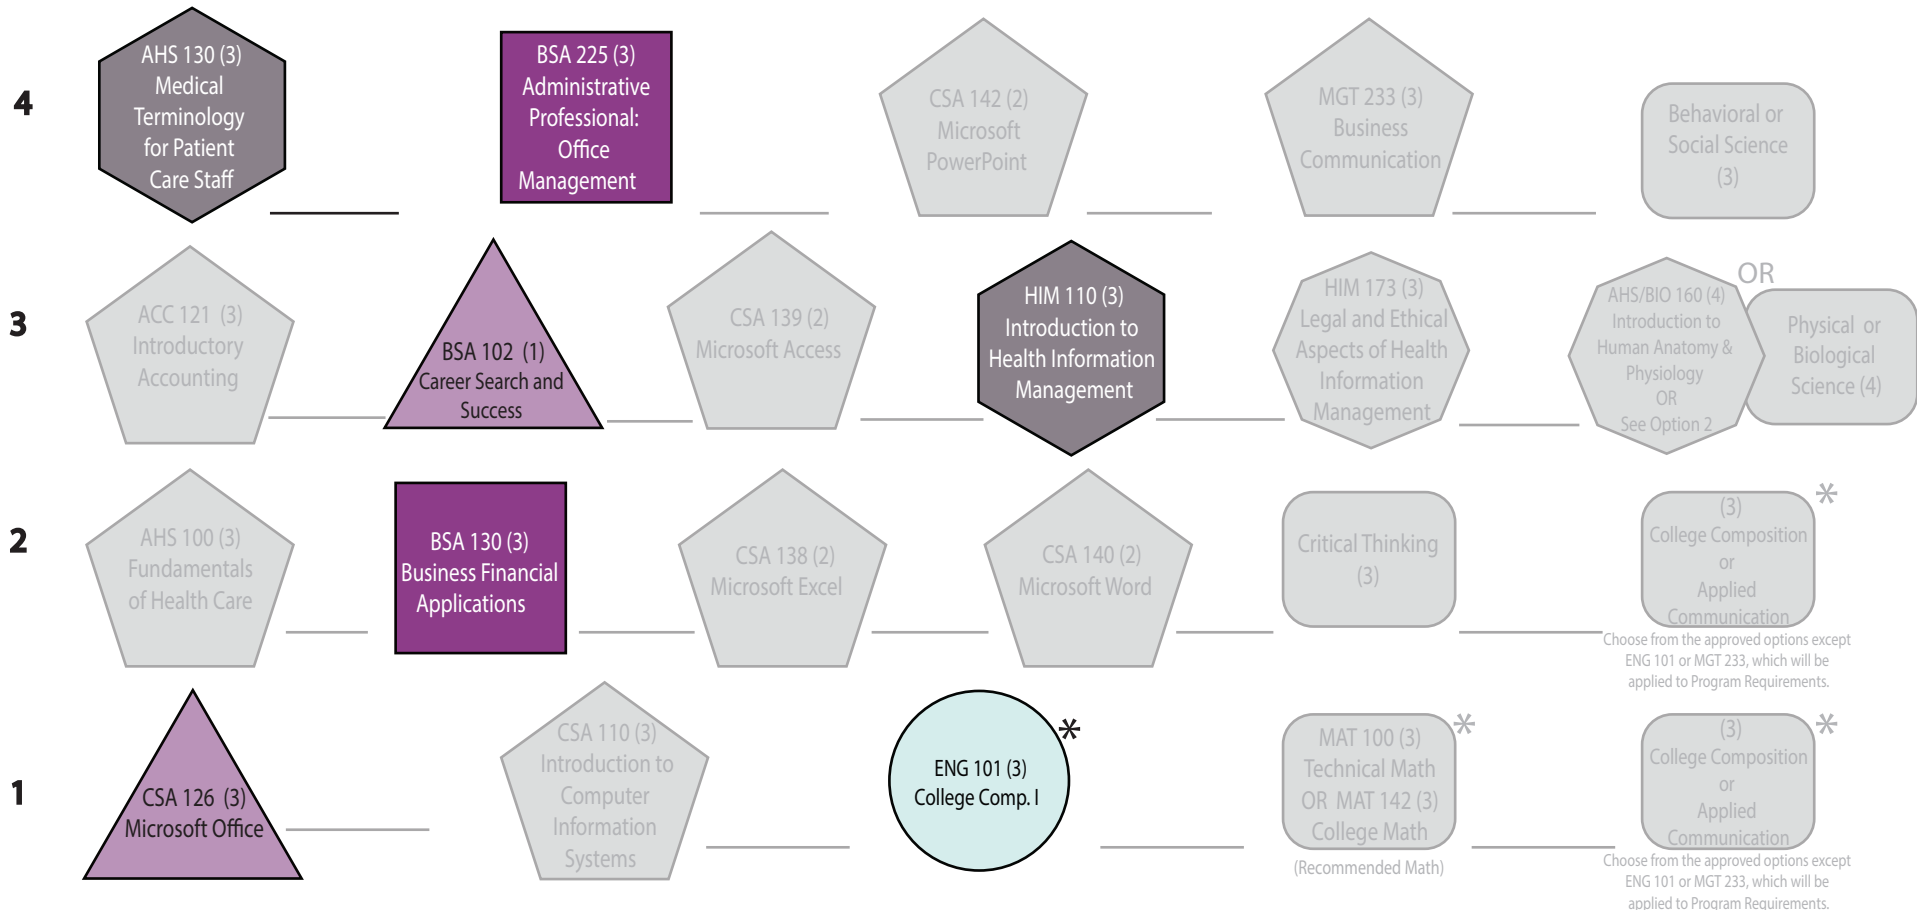 4
AHS 130 (3)
Medical
Terminology
for Patient
Care Staff
BSA 225 (3)
Administrative
Professional:
Office
Management
CSA 142 (2)
Microsoft
PowerPoint
MGT 233 (3)
Business
Communication
Behavioral or
Social Science
(3)
3
ACC 121 (3)
Introductory
Accounting
BSA 102 (1)
Career Search and
Success
CSA 139 (2)
Microsoft Access
HIM 110 (3)
Introduction to
Health Information
Management
HIM 173 (3)
Legal and Ethical
Aspects of Health
Information
Management
AHS/BIO 160 (4)
Introduction to
Human Anatomy &
Physiology
OR
See Option 2
OR
Physical or
Biological
Science (4)
2
AHS 100 (3)
Fundamentals
of Health Care
BSA 130 (3)
Business Financial
Applications
CSA 138 (2)
Microsoft Excel
CSA 140 (2)
Microsoft Word
Critical Thinking
(3)
*
(3)
College Composition
or
Applied
Communication
Choose from the approved options except
ENG 101 or MGT 233, which will be
applied to Program Requirements.
1
CSA 126 (3)
Microsoft Office
CSA 110 (3)
Introduction to
Computer
Information
Systems
*
ENG 101 (3)
College Comp. I
*
MAT 100 (3)
Technical Math
OR MAT 142 (3)
College Math
(Recommended Math)
*
(3)
College Composition
or
Applied
Communication
Choose from the approved options except
ENG 101 or MGT 233, which will be
applied to Program Requirements.